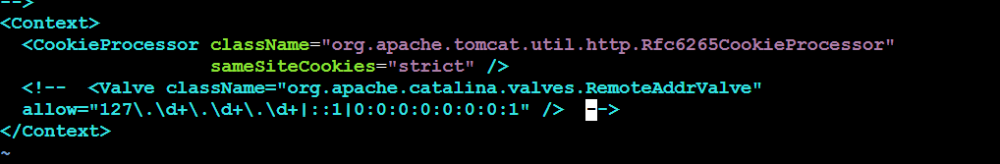 -->
<Context>
  <CookieProcessor className="org.apache.tomcat.util.http.Rfc6265CookieProcessor"
                   sameSiteCookies="strict" />
  <!--  <Valve className="org.apache.catalina.valves.RemoteAddrValve"
  allow="127\.\d+\.\d+\.\d+|::1|0:0:0:0:0:0:0:1" />  -->
</Context>
~